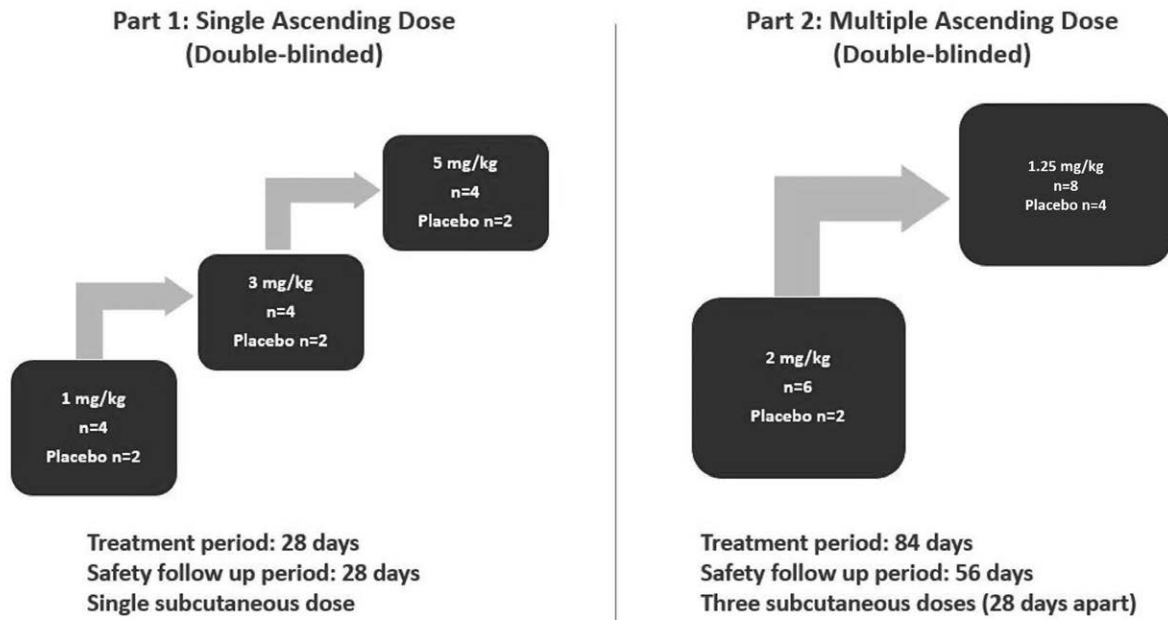 Part 1: Single Ascending Dose
(Double-blinded)
5 mg/kg
n=4
Placebo n=2
3 mg/kg
n=4
Placebo n=2
1 mg/kg
n=4
Placebo n=2
Treatment period: 28 days
Safety follow up period: 28 days
Single subcutaneous dose
Part 2: Multiple Ascending Dose
(Double-blinded)
1.25 mg/kg
n=8
Placebo n=4
2 mg/kg
n=6
Placebo n=2
Treatment period: 84 days
Safety follow up period: 56 days
Three subcutaneous doses (28 days apart)